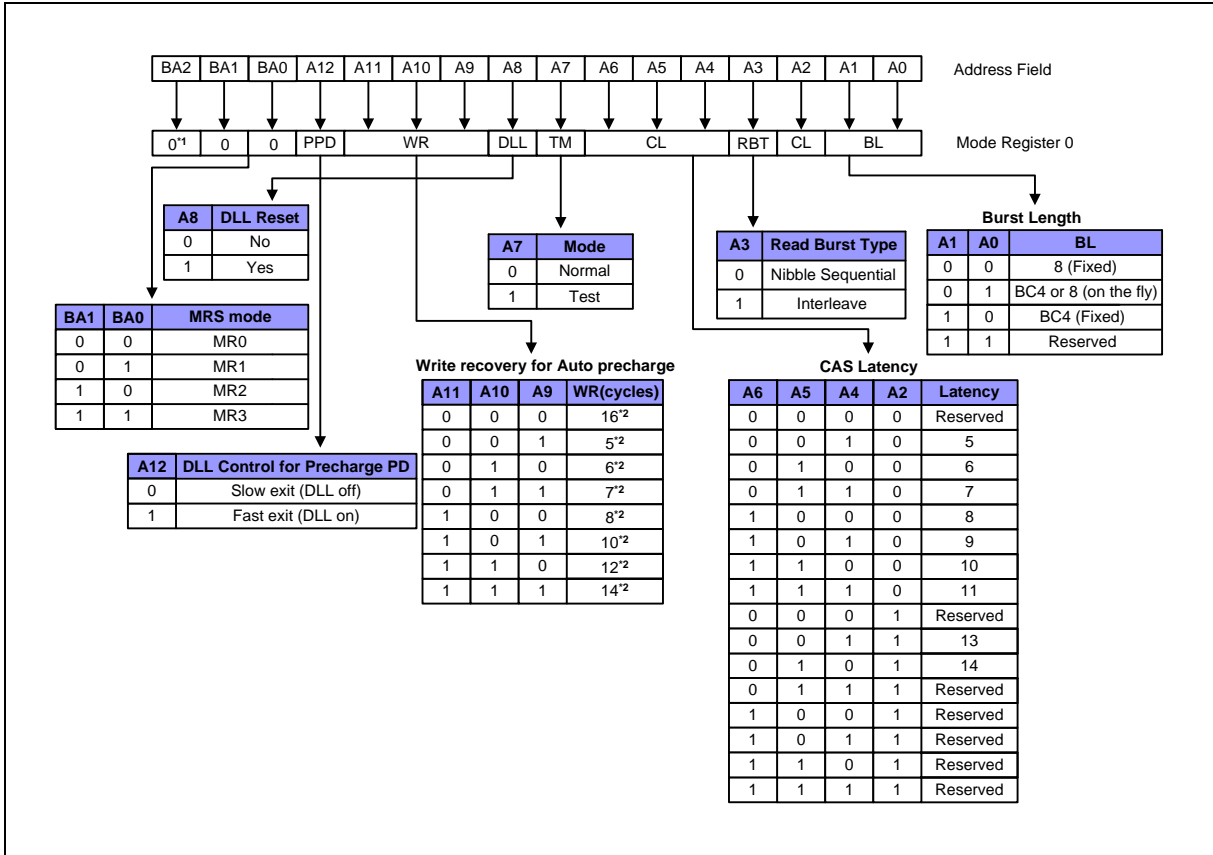 BA2 BA1 BA0 A12 A11 A10 A9 A8 A7 A6 A5 A4 A3 A2 A1 A0 Address Field
0*1 0 0 PPD WR DLL TM CL RBT CL BL Mode Register 0
A8 DLL Reset
0 No
1 Yes
A7 Mode
0 Normal
1 Test
A3 Read Burst Type
0 Nibble Sequential
1 Interleave
Burst Length
A1 A0 BL
0 0 8 (Fixed)
0 1 BC4 or 8 (on the fly)
1 0 BC4 (Fixed)
1 1 Reserved
BA1 BA0 MRS mode
0 0 MR0
0 1 MR1
1 0 MR2
1 1 MR3
Write recovery for Auto precharge
A11 A10 A9 WR(cycles)
0 0 0 16*2
0 0 1 5*2
0 1 0 6*2
0 1 1 7*2
1 0 0 8*2
1 0 1 10*2
1 1 0 12*2
1 1 1 14*2
A12 DLL Control for Precharge PD
0 Slow exit (DLL off)
1 Fast exit (DLL on)
CAS Latency
A6 A5 A4 A2 Latency
0 0 0 0 Reserved
0 0 1 0 5
0 1 0 0 6
0 1 1 0 7
1 0 0 0 8
1 0 1 0 9
1 1 0 0 10
1 1 1 0 11
0 0 0 1 Reserved
0 0 1 1 13
0 1 0 1 14
0 1 1 1 Reserved
1 0 0 1 Reserved
1 0 1 1 Reserved
1 1 0 1 Reserved
1 1 1 1 Reserved